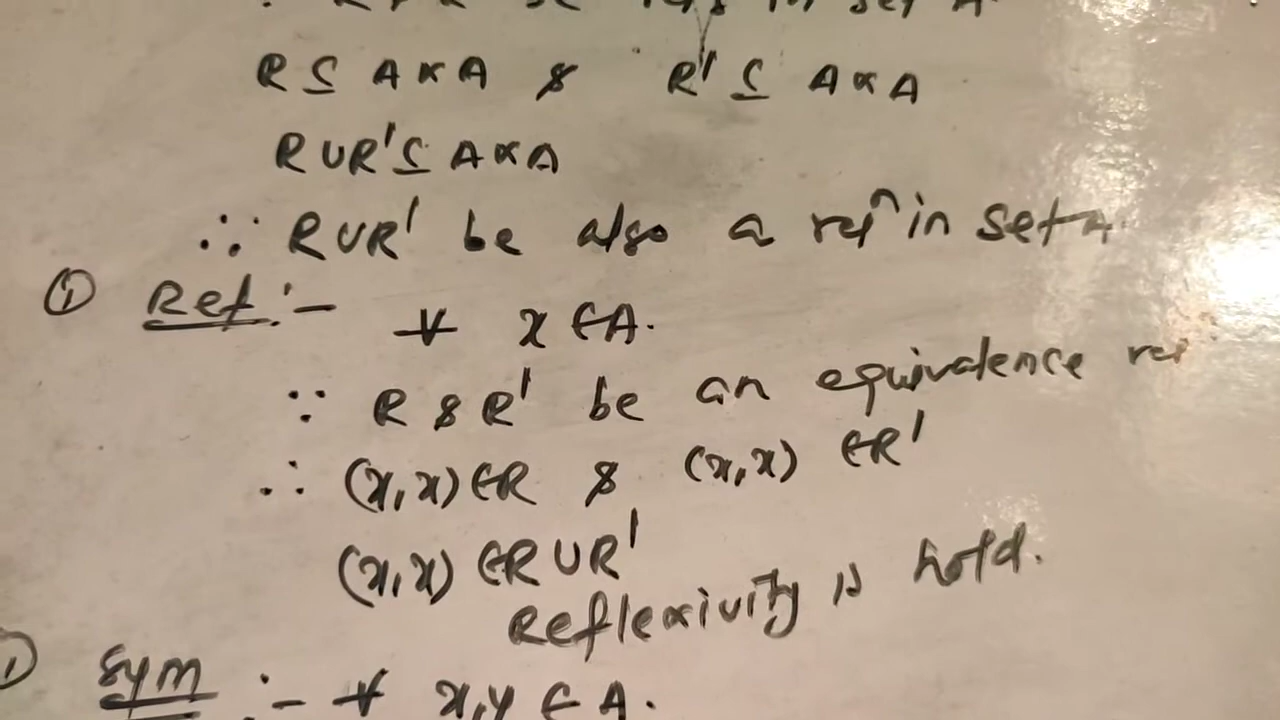 R ⊆ A×A & R' ⊆ A×A
R∪R' ⊆ A×A
∴ R∪R' be also a relⁿ in set A.
① Ref:- ∀ x ∈ A.
∵ R & R' be an equivalence rel
∴ (x,x) ∈ R & (x,x) ∈ R'
(x,x) ∈ R∪R'
Reflexivity is hold.
Sym :- ∀ x,y ∈ A.